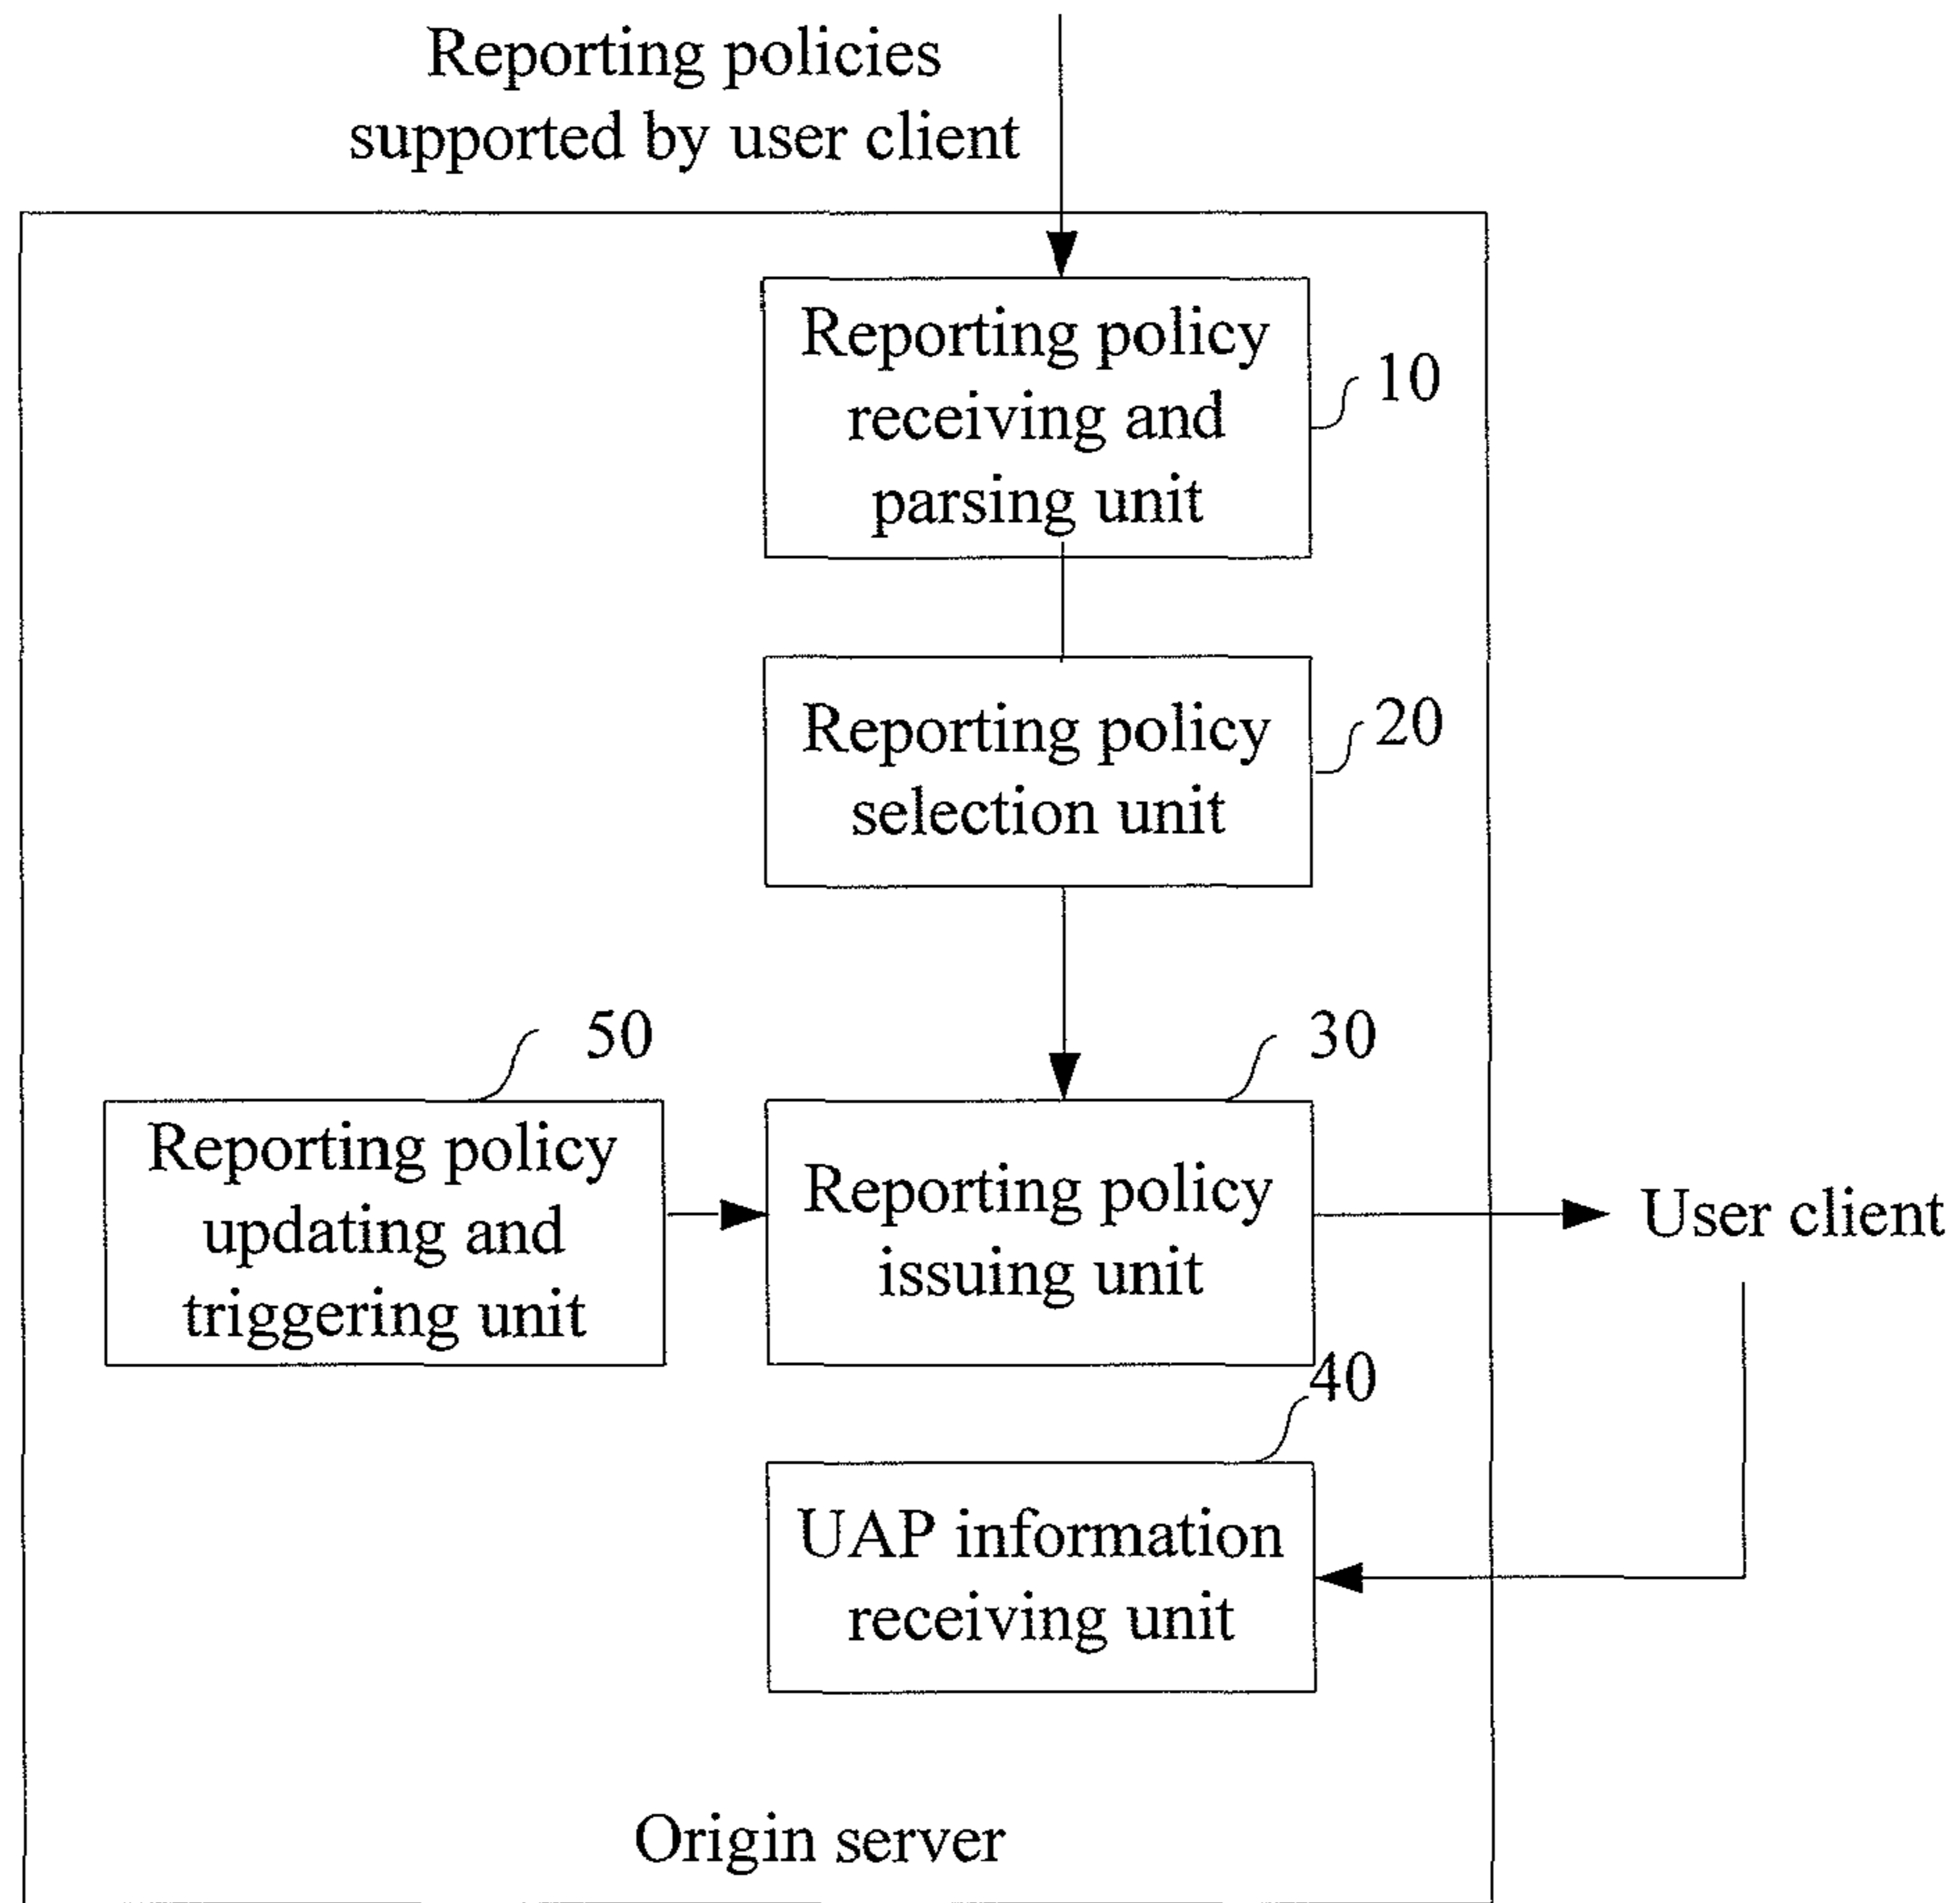 Reporting policies
supported by user client
Reporting policy
receiving and
parsing unit
10
Reporting policy
selection unit
20
50
30
Reporting policy
updating and
triggering unit
Reporting policy
issuing unit
User client
40
UAP information
receiving unit
Origin server